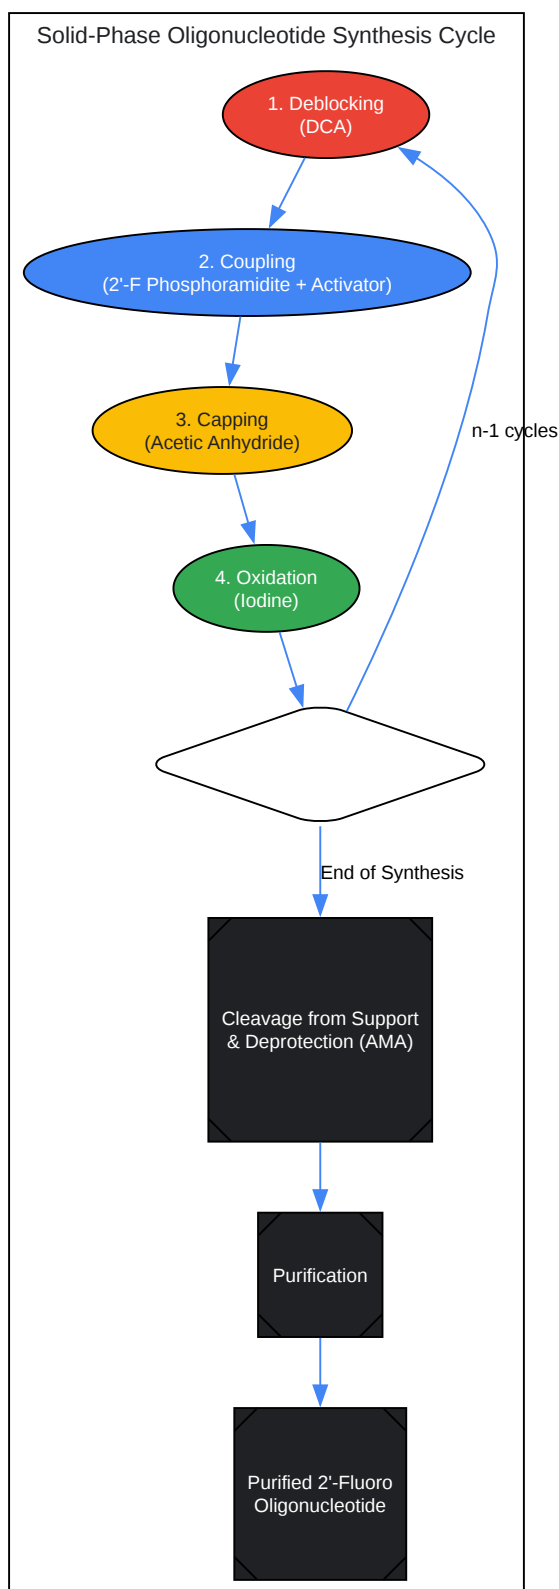 Solid-Phase Oligonucleotide Synthesis Cycle
1. Deblocking
(DCA)
2. Coupling
(2'-F Phosphoramidite + Activator)
3. Capping
(Acetic Anhydride)
n-1 cycles
4. Oxidation
(Iodine)
End of Synthesis
Cleavage from Support
& Deprotection (AMA)
Purification
Purified 2'-Fluoro
Oligonucleotide